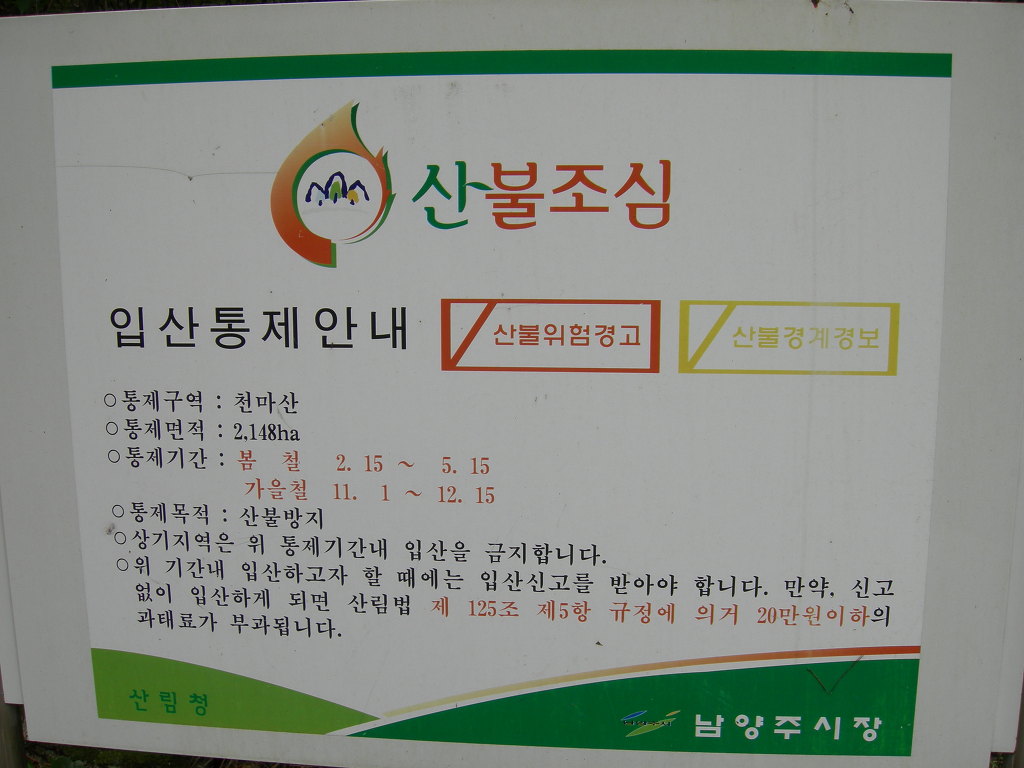 산불조심
입산통제안내
산불위험경고
산불경계경보
○통제구역 : 천마산
○통제면적 : 2,148ha
○통제기간 : 봄 철 2. 15 ~ 5. 15
가을철 11. 1 ~ 12. 15
○통제목적 : 산불방지
○상기지역은 위 통제기간내 입산을 금지합니다.
○위 기간내 입산하고자 할 때에는 입산신고를 받아야 합니다. 만약, 신고
없이 입산하게 되면 산림법 제 125조 제5항 규정에 의거 20만원이하의
과태료가 부과됩니다.
산림청
남양주시장